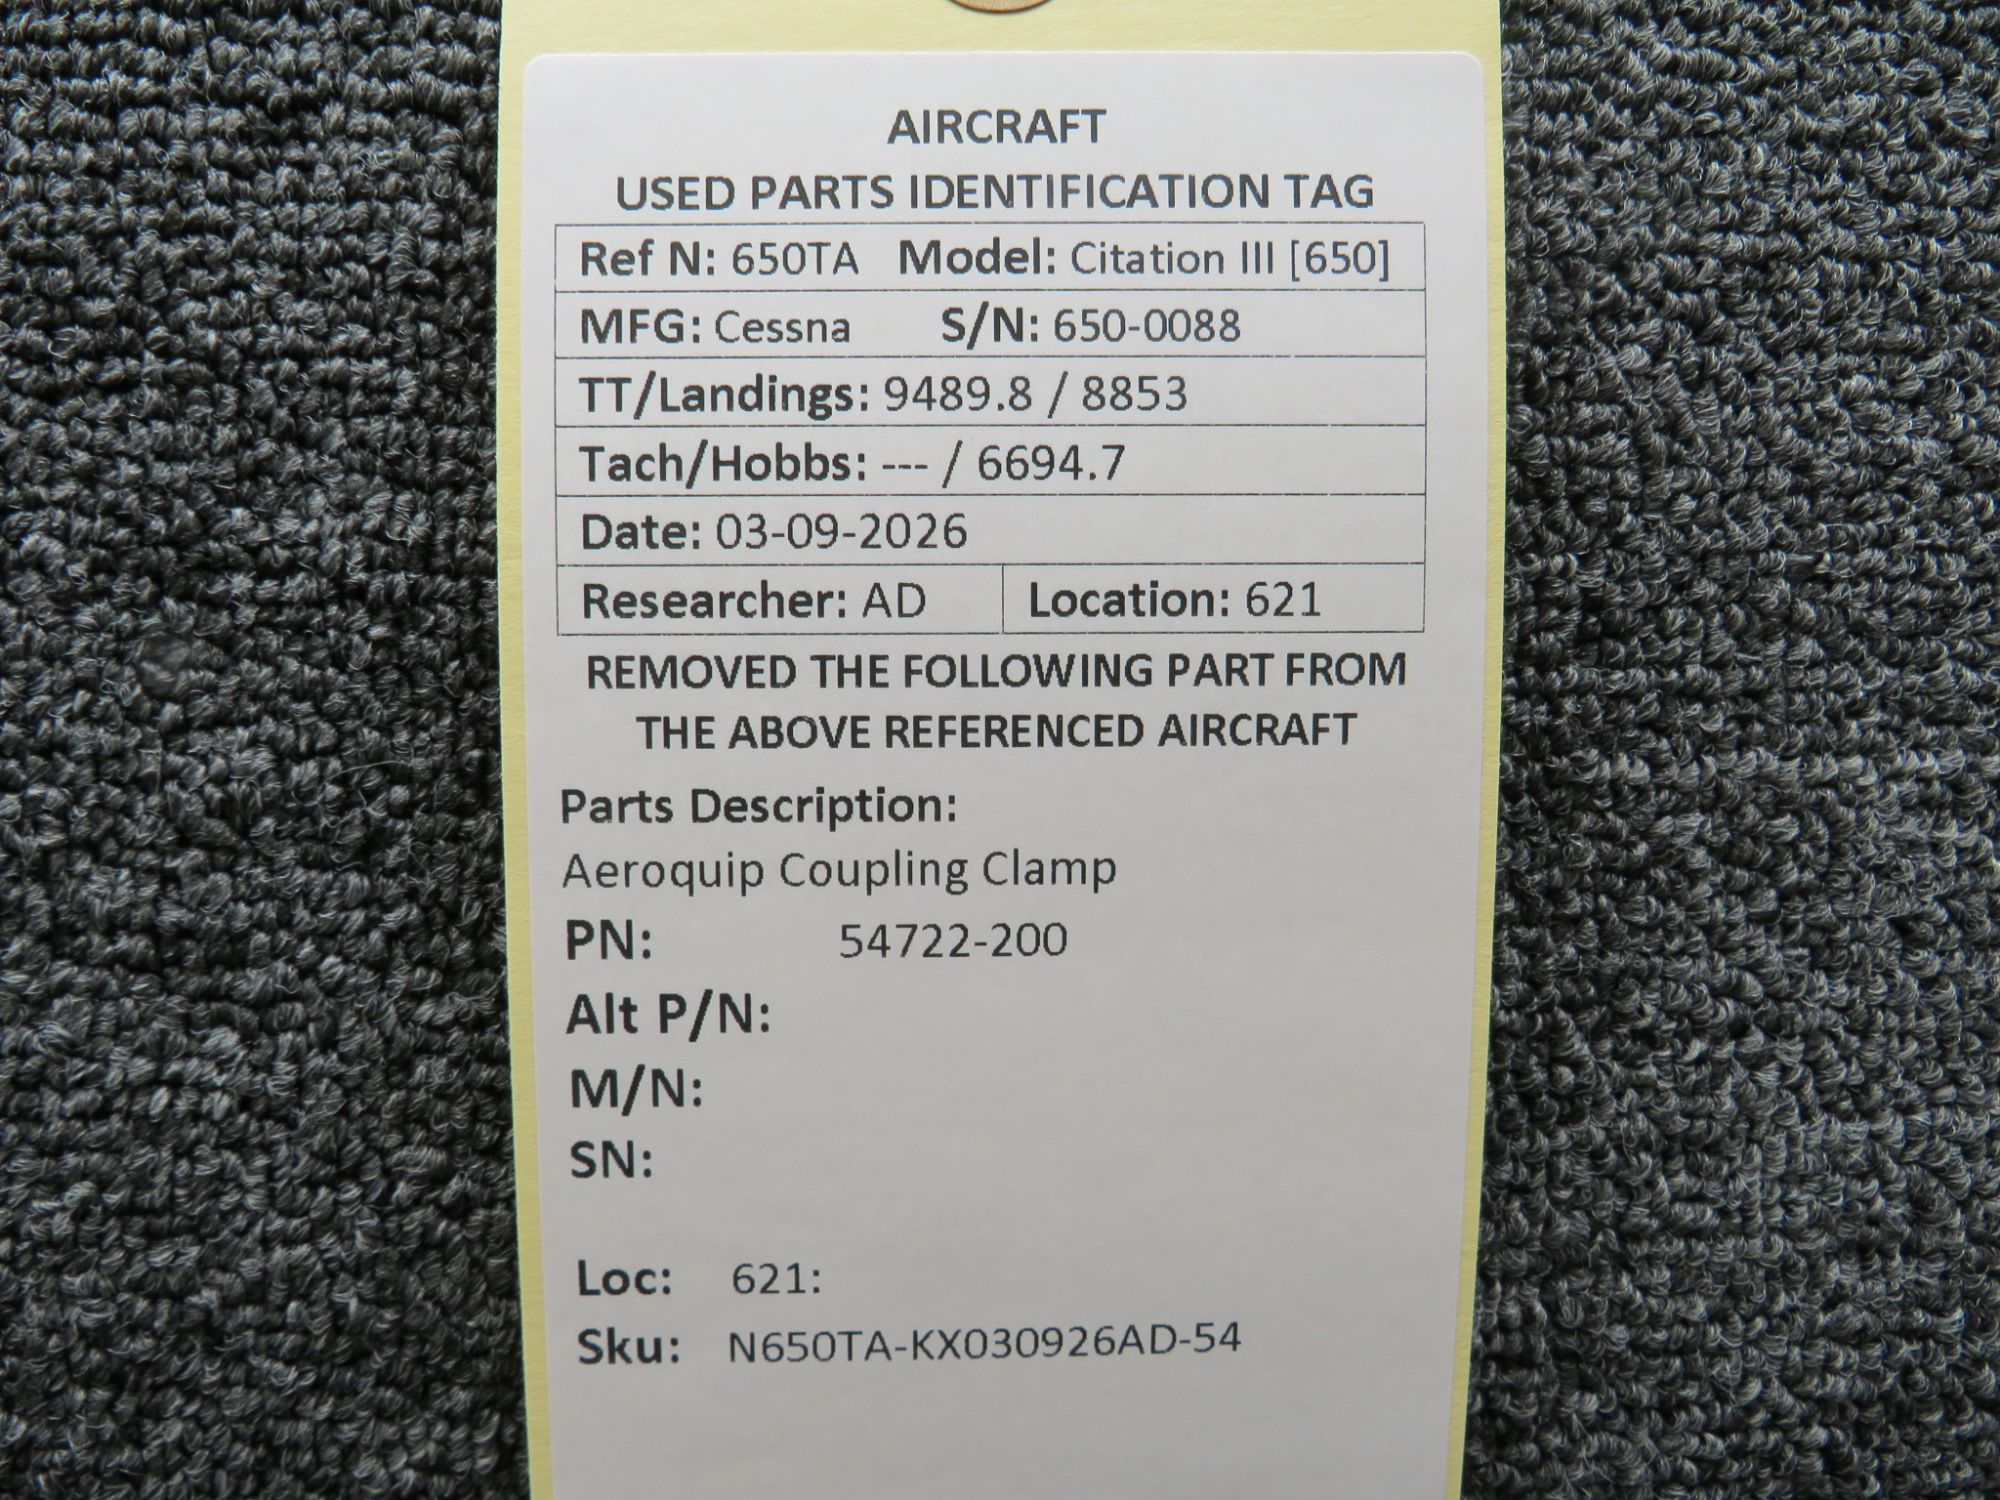 AIRCRAFT
USED PARTS IDENTIFICATION TAG
Ref N: 650TA Model: Citation III [650]
MFG: Cessna S/N: 650-0088
TT/Landings: 9489.8 / 8853
Tach/Hobbs: --- / 6694.7
Date: 03-09-2026
Researcher: AD Location: 621
REMOVED THE FOLLOWING PART FROM
THE ABOVE REFERENCED AIRCRAFT
Parts Description:
Aeroquip Coupling Clamp
PN: 54722-200
Alt P/N:
M/N:
SN:
Loc: 621:
Sku: N650TA-KX030926AD-54